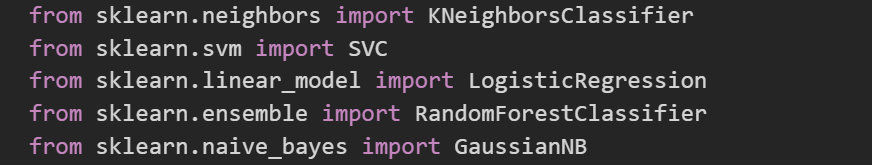 from sklearn.neighbors import KNeighborsClassifier
from sklearn.svm import SVC
from sklearn.linear_model import LogisticRegression
from sklearn.ensemble import RandomForestClassifier
from sklearn.naive_bayes import GaussianNB